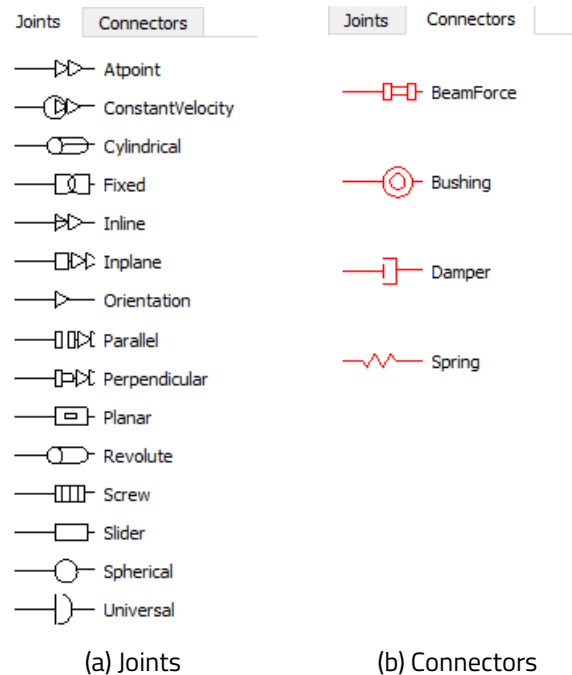 Joints Connectors
Atpoint
ConstantVelocity
Cylindrical
Fixed
Inline
Inplane
Orientation
Parallel
Perpendicular
Planar
Revolute
Screw
Slider
Spherical
Universal
(a) Joints
Joints Connectors
BeamForce
Bushing
Damper
Spring
(b) Connectors